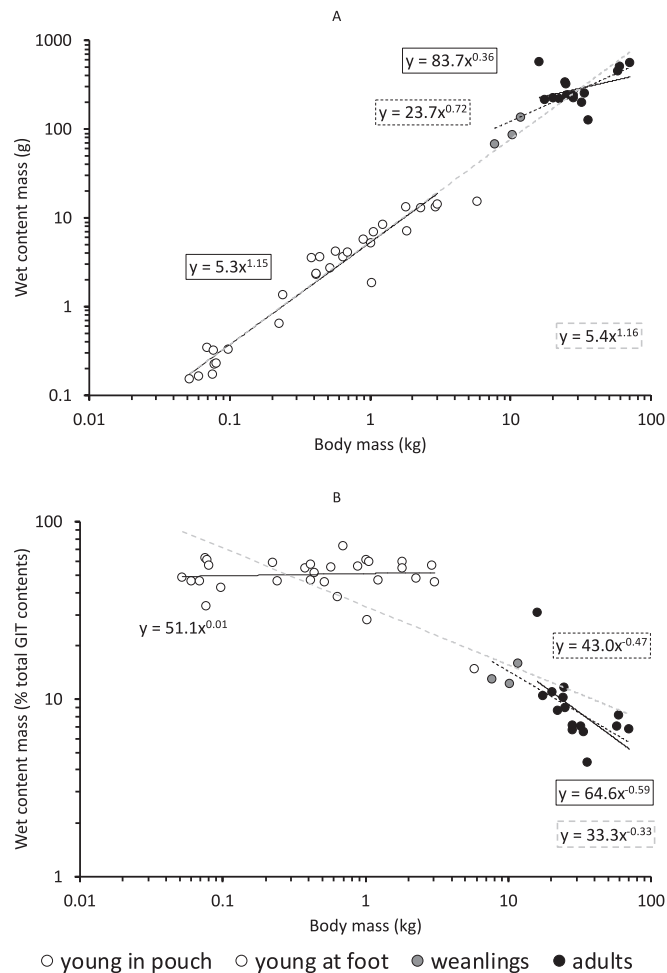 A
1000
100
10
1
0.1
Wet content mass (g)
y = 83.7x^0.36
y = 23.7x^0.72
y = 5.3x^1.15
y = 5.4x^1.16
0.01 0.1 1 10 100
Body mass (kg)
B
100
10
1
Wet content mass (% total GIT contents)
y = 51.1x^0.01
y = 43.0x^-0.47
y = 64.6x^-0.59
y = 33.3x^-0.33
0.01 0.1 1 10 100
Body mass (kg)
young in pouch young at foot weanlings adults